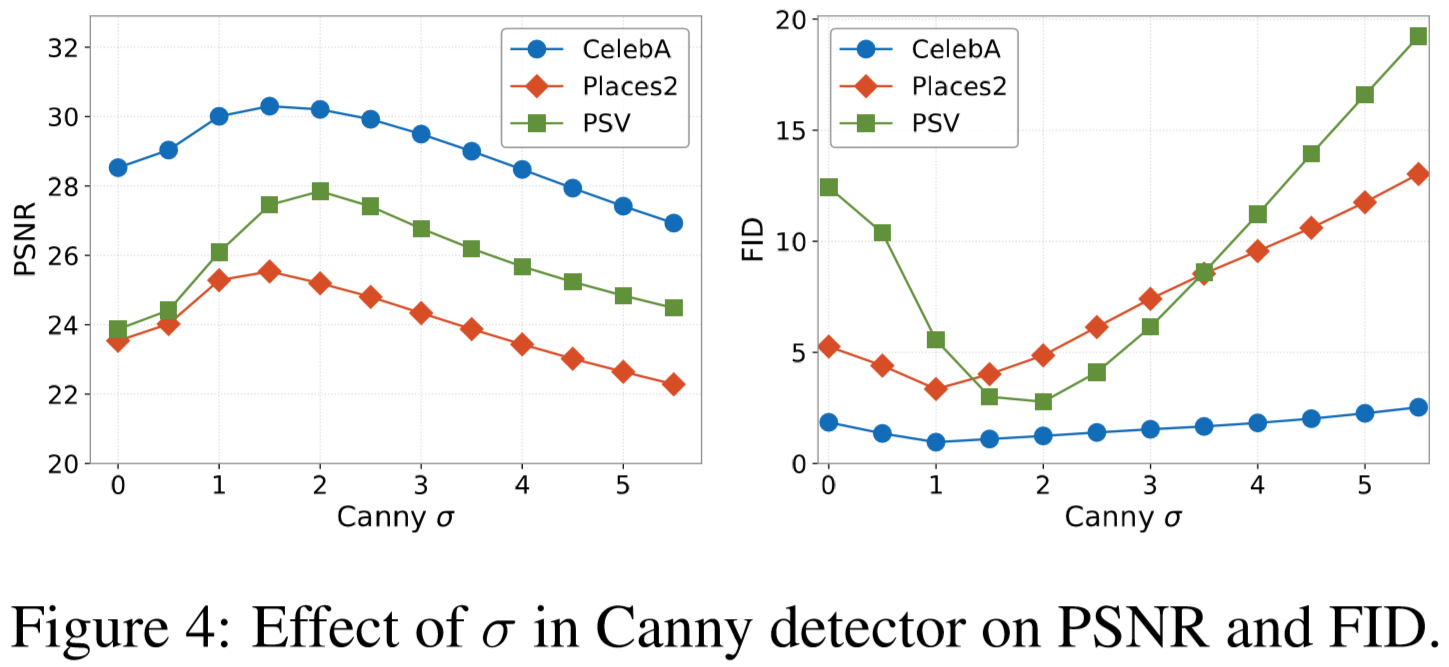 32
30
28
26
24
22
20
PSNR
0 1 2 3 4 5
Canny σ
CelebA
Places2
PSV
20
15
10
5
0
FID
0 1 2 3 4 5
Canny σ
CelebA
Places2
PSV
Figure 4: Effect of σ in Canny detector on PSNR and FID.